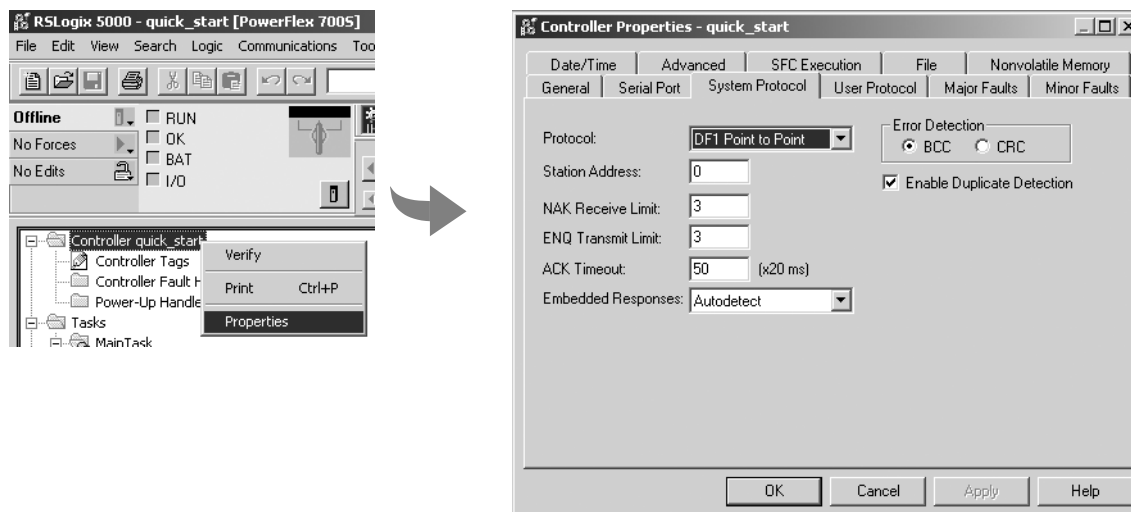 RSLogix 5000 - quick_start [PowerFlex 700S]
File Edit View Search Logic Communications Too
Offline
RUN
No Forces
OK
No Edits
BAT
I/O
Controller quick_start
Controller Tags
Controller Fault H
Power-Up Handle
Tasks
MainTask
Verify
Print Ctrl+P
Properties
Controller Properties - quick_start
Date/Time Advanced SFC Execution File Nonvolatile Memory
General Serial Port System Protocol User Protocol Major Faults Minor Faults
Protocol: DF1 Point to Point
Station Address: 0
NAK Receive Limit: 3
ENQ Transmit Limit: 3
ACK Timeout: 50 (x20 ms)
Embedded Responses: Autodetect
Error Detection
BCC CRC
Enable Duplicate Detection
OK Cancel Apply Help